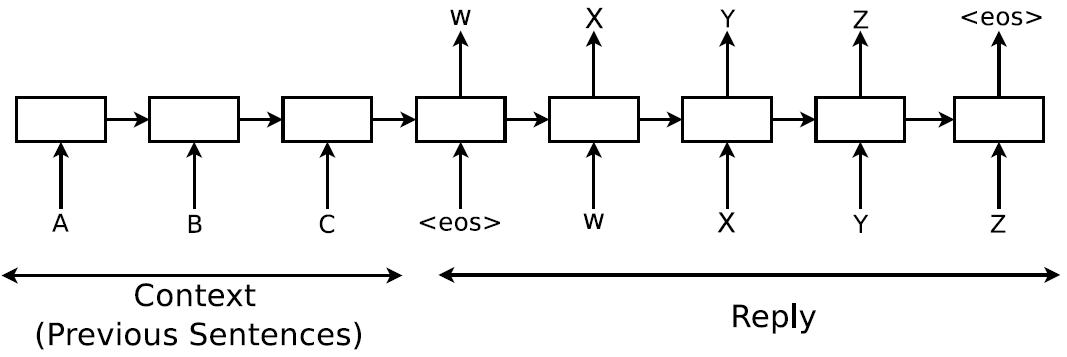 w X Y Z <eos>
A B C <eos> w X Y Z
Context
(Previous Sentences)
Reply